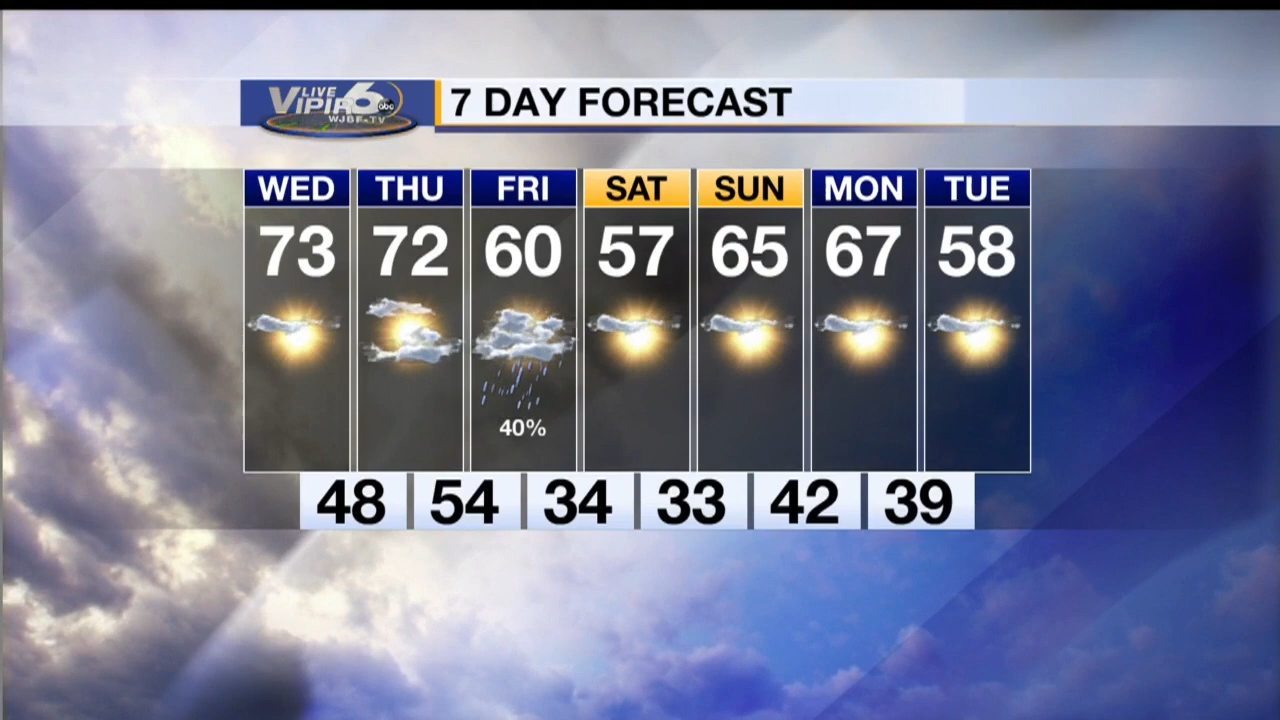 LIVE
VIPIR 6 abc
WJBF-TV
7 DAY FORECAST
WED THU FRI SAT SUN MON TUE
73 72 60 57 65 67 58
40%
48 54 34 33 42 39